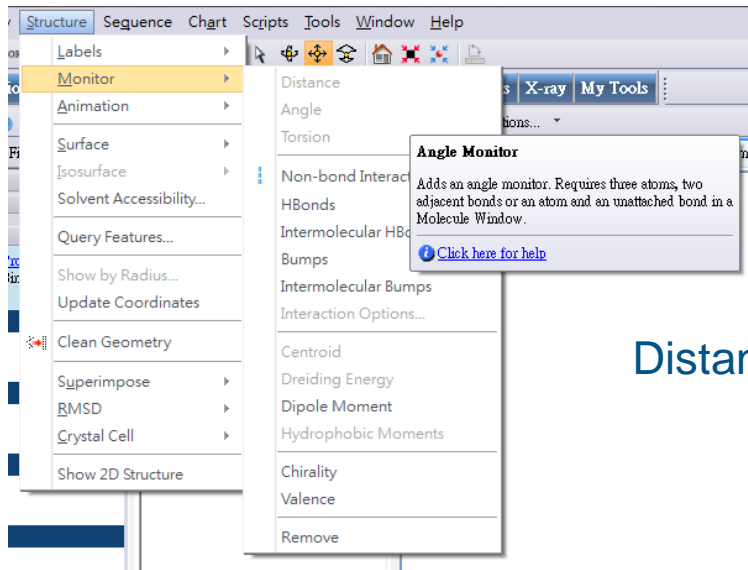 Structure Sequence Chart Scripts Tools Window Help
Labels
Monitor
Animation
Surface
Isosurface
Solvent Accessibility...
Query Features...
Show by Radius...
Update Coordinates
Clean Geometry
Superimpose
RMSD
Crystal Cell
Show 2D Structure
Distance
Angle
Torsion
Non-bond Interact
HBonds
Intermolecular HBo
Bumps
Intermolecular Bumps
Interaction Options...
Centroid
Dreiding Energy
Dipole Moment
Hydrophobic Moments
Chirality
Valence
Remove
s X-ray My Tools
tions...
Angle Monitor
Adds an angle monitor. Requires three atoms, two
adjacent bonds or an atom and an unattached bond in a
Molecule Window.
Click here for help
Distan